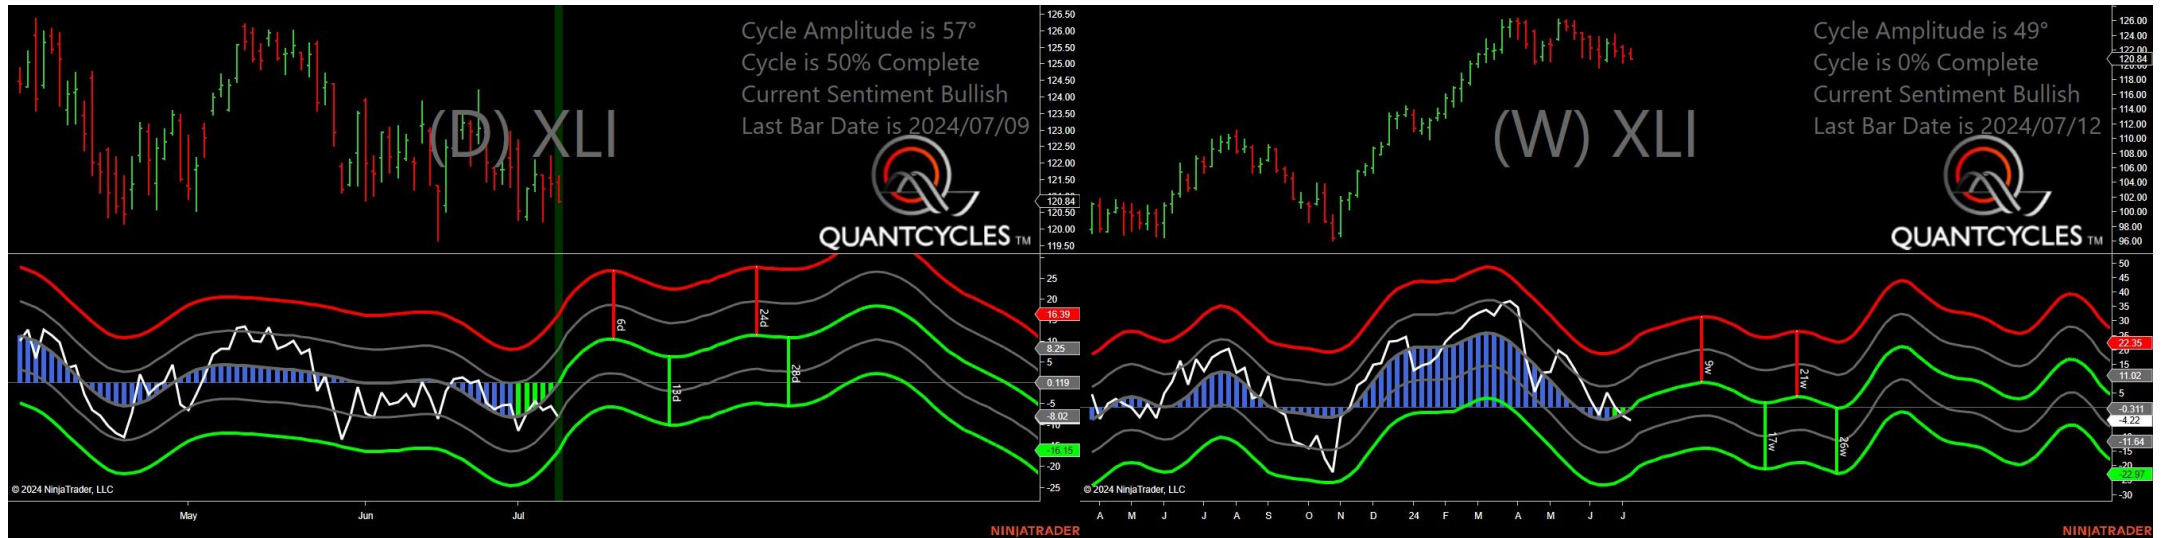 Cycle Amplitude is 57°
Cycle is 50% Complete
Current Sentiment Bullish
Last Bar Date is 2024/07/09
(D) XLI
QUANTCYCLES TM
126.50
126.00
125.50
125.00
124.50
124.00
123.50
123.00
122.50
122.00
121.50
120.84
120.50
120.00
119.50
25
20
16.39
8.25
5
0.119
-5
-8.02
-16.15
-20
-25
6d
13d
24d
28d
© 2024 NinjaTrader, LLC
May Jun Jul
NINJATRADER
Cycle Amplitude is 49°
Cycle is 0% Complete
Current Sentiment Bullish
Last Bar Date is 2024/07/12
(W) XLI
QUANTCYCLES TM
126.00
124.00
122.00
120.84
118.00
116.00
114.00
112.00
110.00
108.00
106.00
104.00
102.00
100.00
98.00
96.00
50
45
40
35
30
25
22.35
20
15
11.02
5
-0.311
-4.22
-11.64
-15
-20
-22.97
-30
9w
17w
21w
26w
© 2024 NinjaTrader, LLC
A M J J A S O N D 24 F M A M J J
NINJATRADER